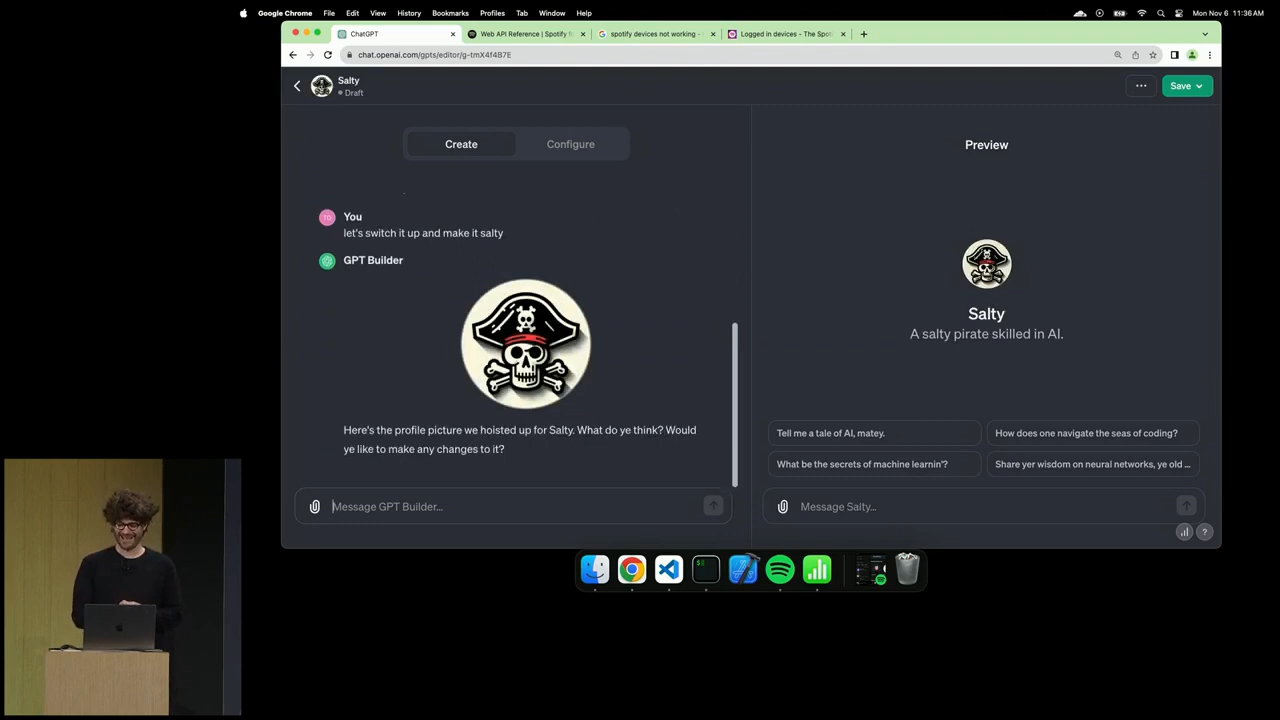 Google Chrome File Edit View History Bookmarks Profiles Tab Window Help
Mon Nov 6 11:36AM
ChatGPT
Web API Reference | Spotify f
spotify devices not working -
Logged in devices - The Spot
chat.openai.com/gpts/editor/g-tmX4f4B7E
Salty
Draft
Save
Create
Configure
Preview
TD
You
let's switch it up and make it salty
GPT Builder
Here's the profile picture we hoisted up for Salty. What do ye think? Would
ye like to make any changes to it?
Message GPT Builder...
Salty
A salty pirate skilled in AI.
Tell me a tale of AI, matey.
How does one navigate the seas of coding?
What be the secrets of machine learnin'?
Share yer wisdom on neural networks, ye old ...
Message Salty...
?